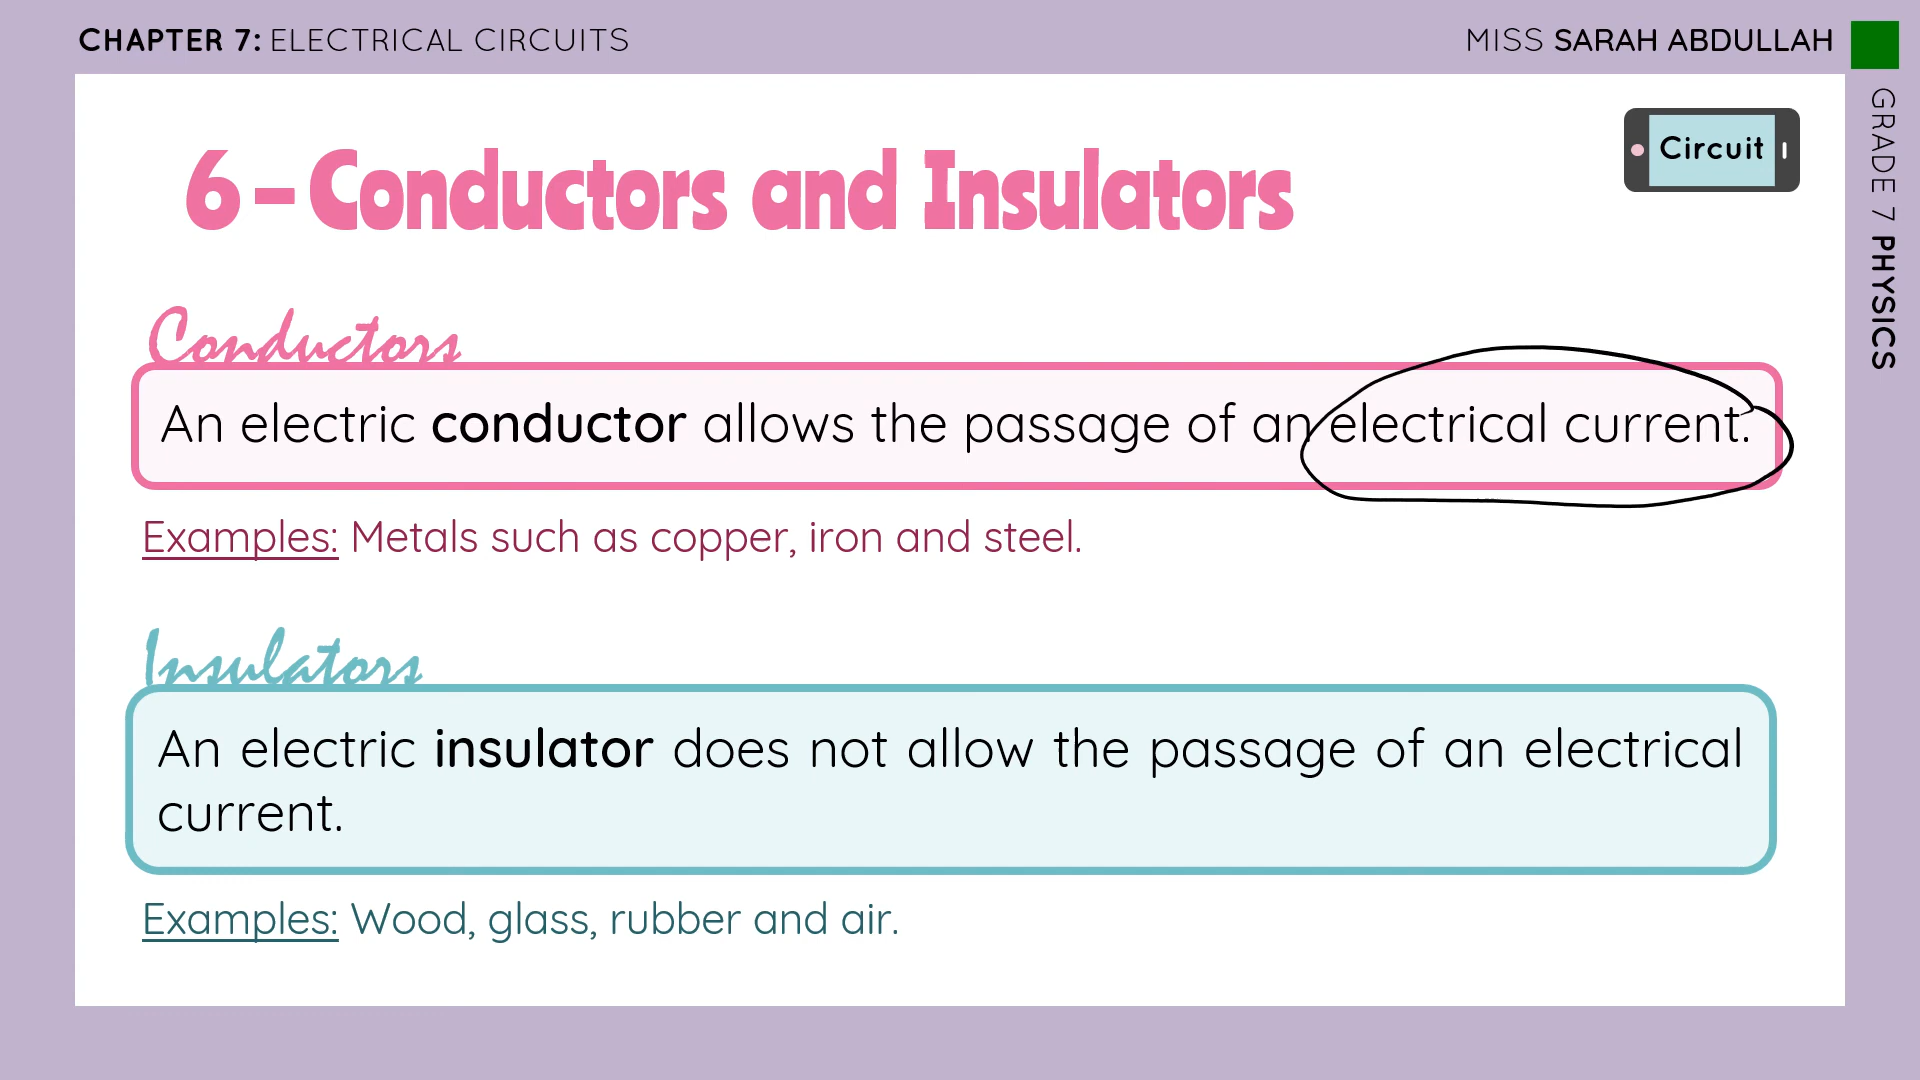 CHAPTER 7: ELECTRICAL CIRCUITS
MISS SARAH ABDULLAH
GRADE 7 PHYSICS
Circuit
6-Conductors and Insulators
Conductors
An electric conductor allows the passage of an electrical current.
Examples: Metals such as copper, iron and steel.
Insulators
An electric insulator does not allow the passage of an electrical
current.
Examples: Wood, glass, rubber and air.